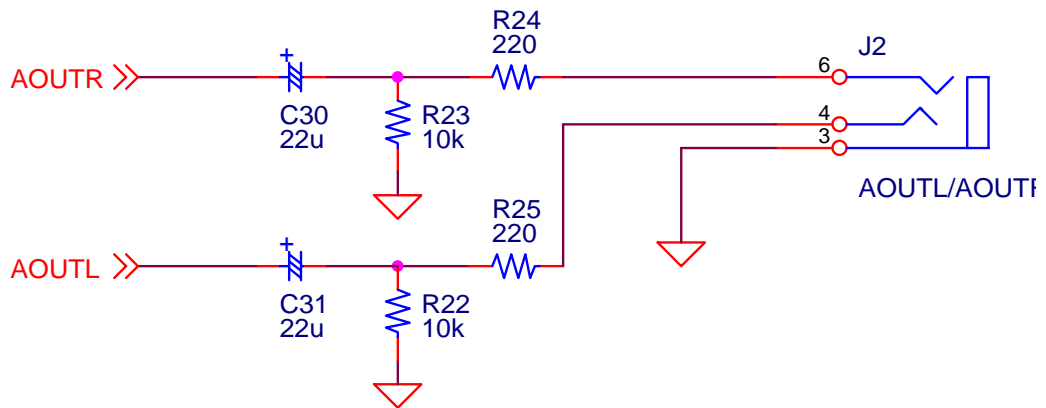 R24
220
J2
AOUTR
6
C30
22u
R23
10k
4
3
AOUTL/AOUTR
R25
220
AOUTL
C31
22u
R22
10k